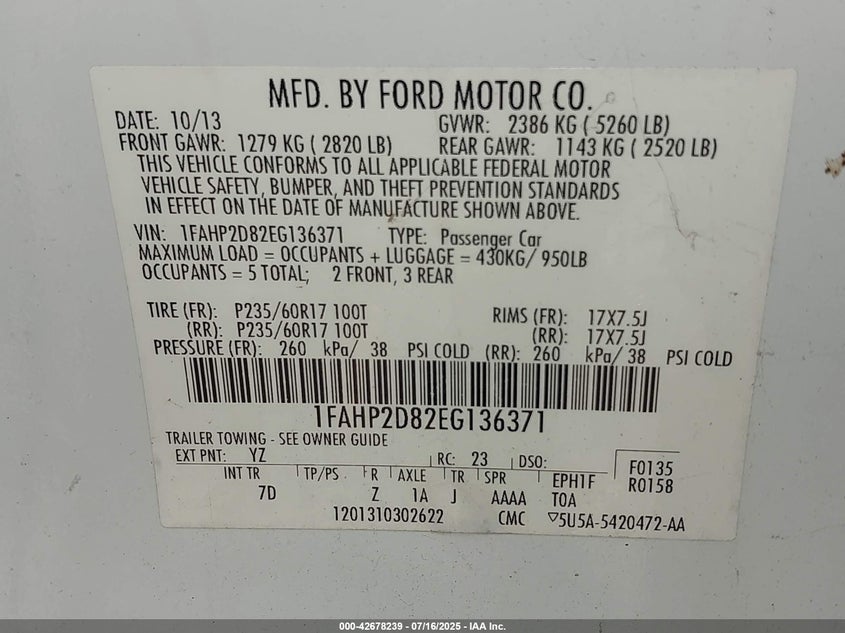 MFD. BY FORD MOTOR CO.
DATE: 10/13 GVWR: 2386 KG ( 5260 LB)
FRONT GAWR: 1279 KG ( 2820 LB) REAR GAWR: 1143 KG ( 2520 LB)
THIS VEHICLE CONFORMS TO ALL APPLICABLE FEDERAL MOTOR
VEHICLE SAFETY, BUMPER, AND THEFT PREVENTION STANDARDS
IN EFFECT ON THE DATE OF MANUFACTURE SHOWN ABOVE.
VIN: 1FAHP2D82EG136371 TYPE: Passenger Car
MAXIMUM LOAD = OCCUPANTS + LUGGAGE = 430KG/ 950LB
OCCUPANTS = 5 TOTAL; 2 FRONT, 3 REAR
TIRE (FR): P235/60R17 100T RIMS (FR): 17X7.5J
(RR): P235/60R17 100T (RR): 17X7.5J
PRESSURE (FR): 260 kPa/ 38 PSI COLD (RR): 260 kPa/ 38 PSI COLD
1FAHP2D82EG136371
TRAILER TOWING - SEE OWNER GUIDE
EXT PNT: YZ RC: 23 DSO: F0135
INT TR TP/PS R AXLE TR SPR EPH1F R0158
7D Z 1A J AAAA T0A
1201310302622 CMC ▽5U5A-5420472-AA
000-42678239 - 07/16/2025 - IAA Inc.